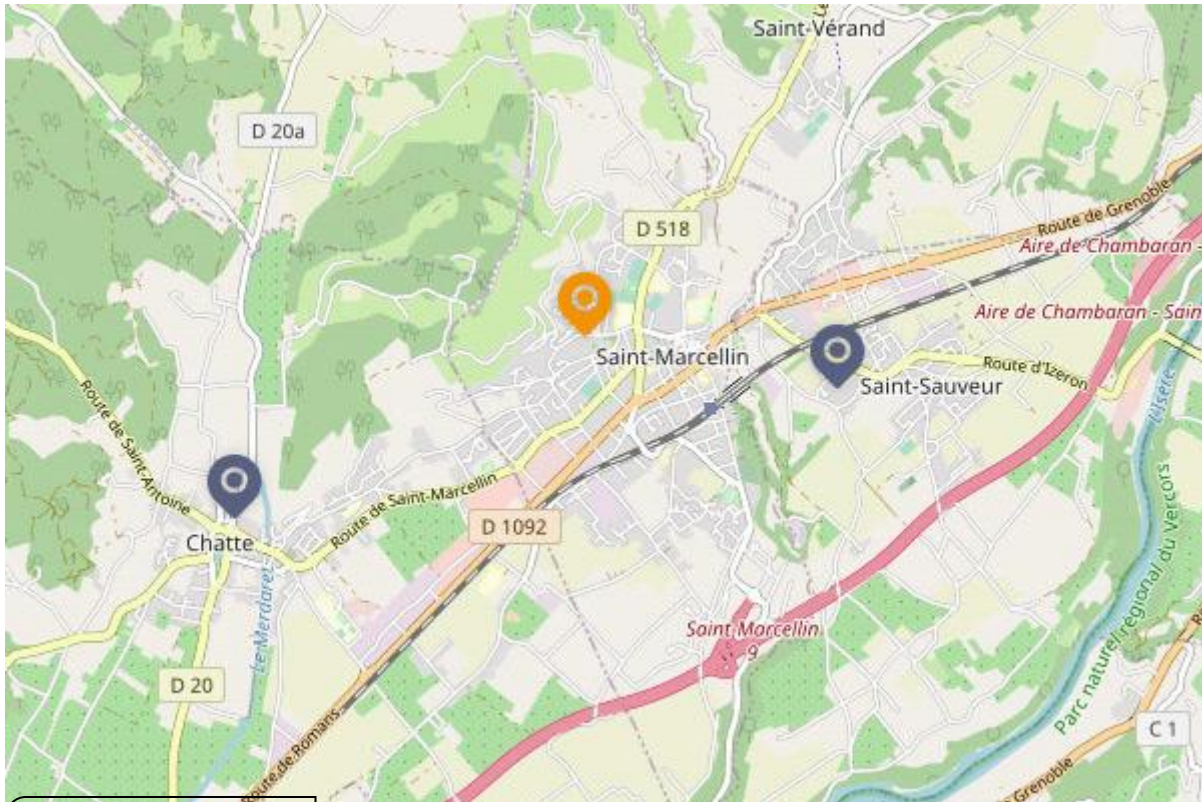 Saint-Vérand
D 20a
Route de Grenoble
D 518
Aire de Chambaran -
Aire de Chambaran - Sain
Saint-Marcellin
Route d'Izeron
Saint-Sauveur
L'Isère
Route de Saint-Antoine
Route de Saint-Marcellin
D 1092
Chatte
Le Merdaret
Parc naturel régional du Vercors
Saint Marcellin
9
D 20
Route de Romans
C 1
Grenoble